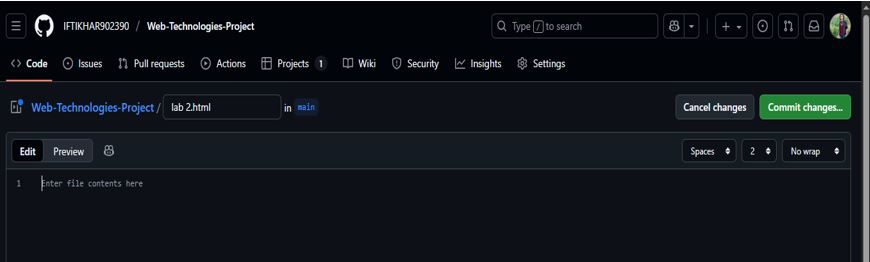 IFTIKHAR902390 / Web-Technologies-Project
Type / to search
Code Issues Pull requests Actions Projects 1 Wiki Security Insights Settings
Web-Technologies-Project / lab 2.html in main
Cancel changes Commit changes...
Edit Preview
Spaces 2 No wrap
1 Enter file contents here